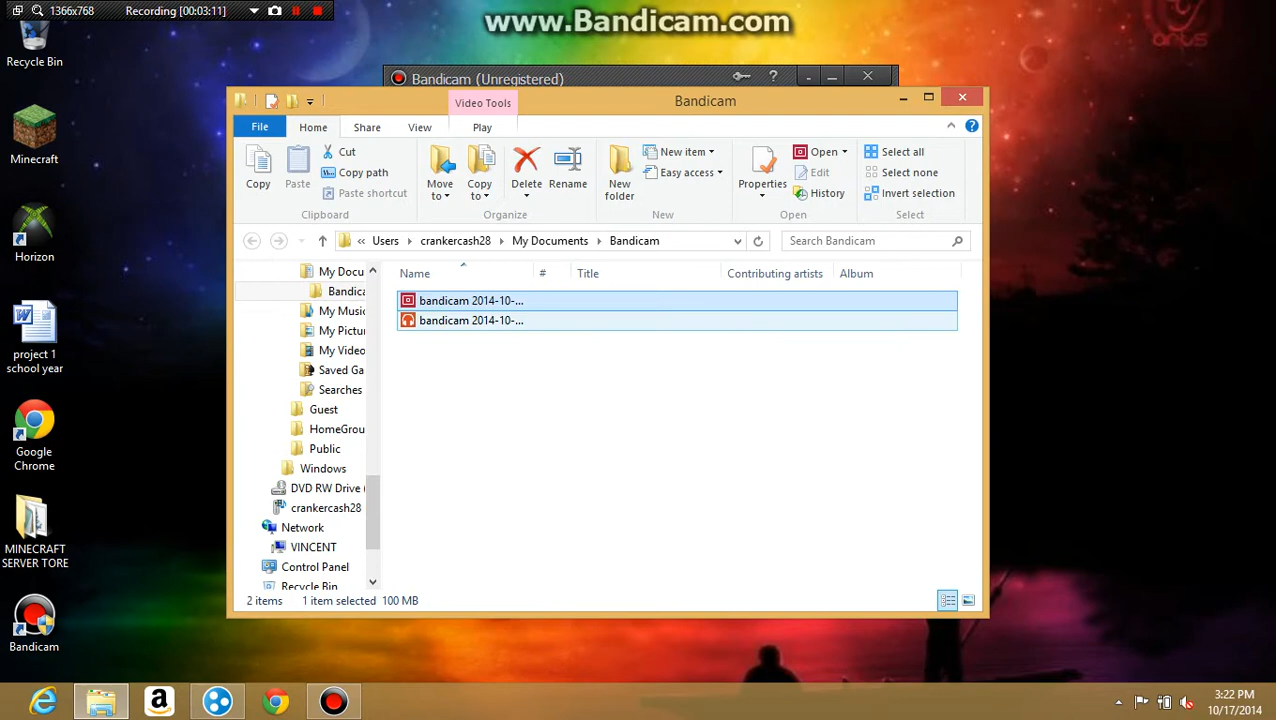 1366x768 Recording [00:03:11]
www.Bandicam.com
Recycle Bin
Minecraft
Horizon
project 1
school year
Google
Chrome
MINECRAFT
SERVER TORE
Bandicam
Bandicam (Unregistered)
?
Video Tools
Bandicam
File Home Share View Play
Copy
Paste
Cut
Copy path
Paste shortcut
Clipboard
Move
to
Copy
to
Delete
Rename
Organize
New
folder
New item
Easy access
New
Properties
Open
Edit
History
Open
Select all
Select none
Invert selection
Select
« Users My Documents Bandicam
crankercash28
Search Bandicam
My Docu
Bandica
My Music
My Pictur
My Video
Saved Ga
Searches
Guest
HomeGrou
Public
Windows
DVD RW Drive (
crankercash28
Network
VINCENT
Control Panel
Recycle Bin
Name # Title Contributing artists Album
bandicam 2014-10-...
bandicam 2014-10-...
2 items 1 item selected 100 MB
3:22 PM
10/17/2014
arts